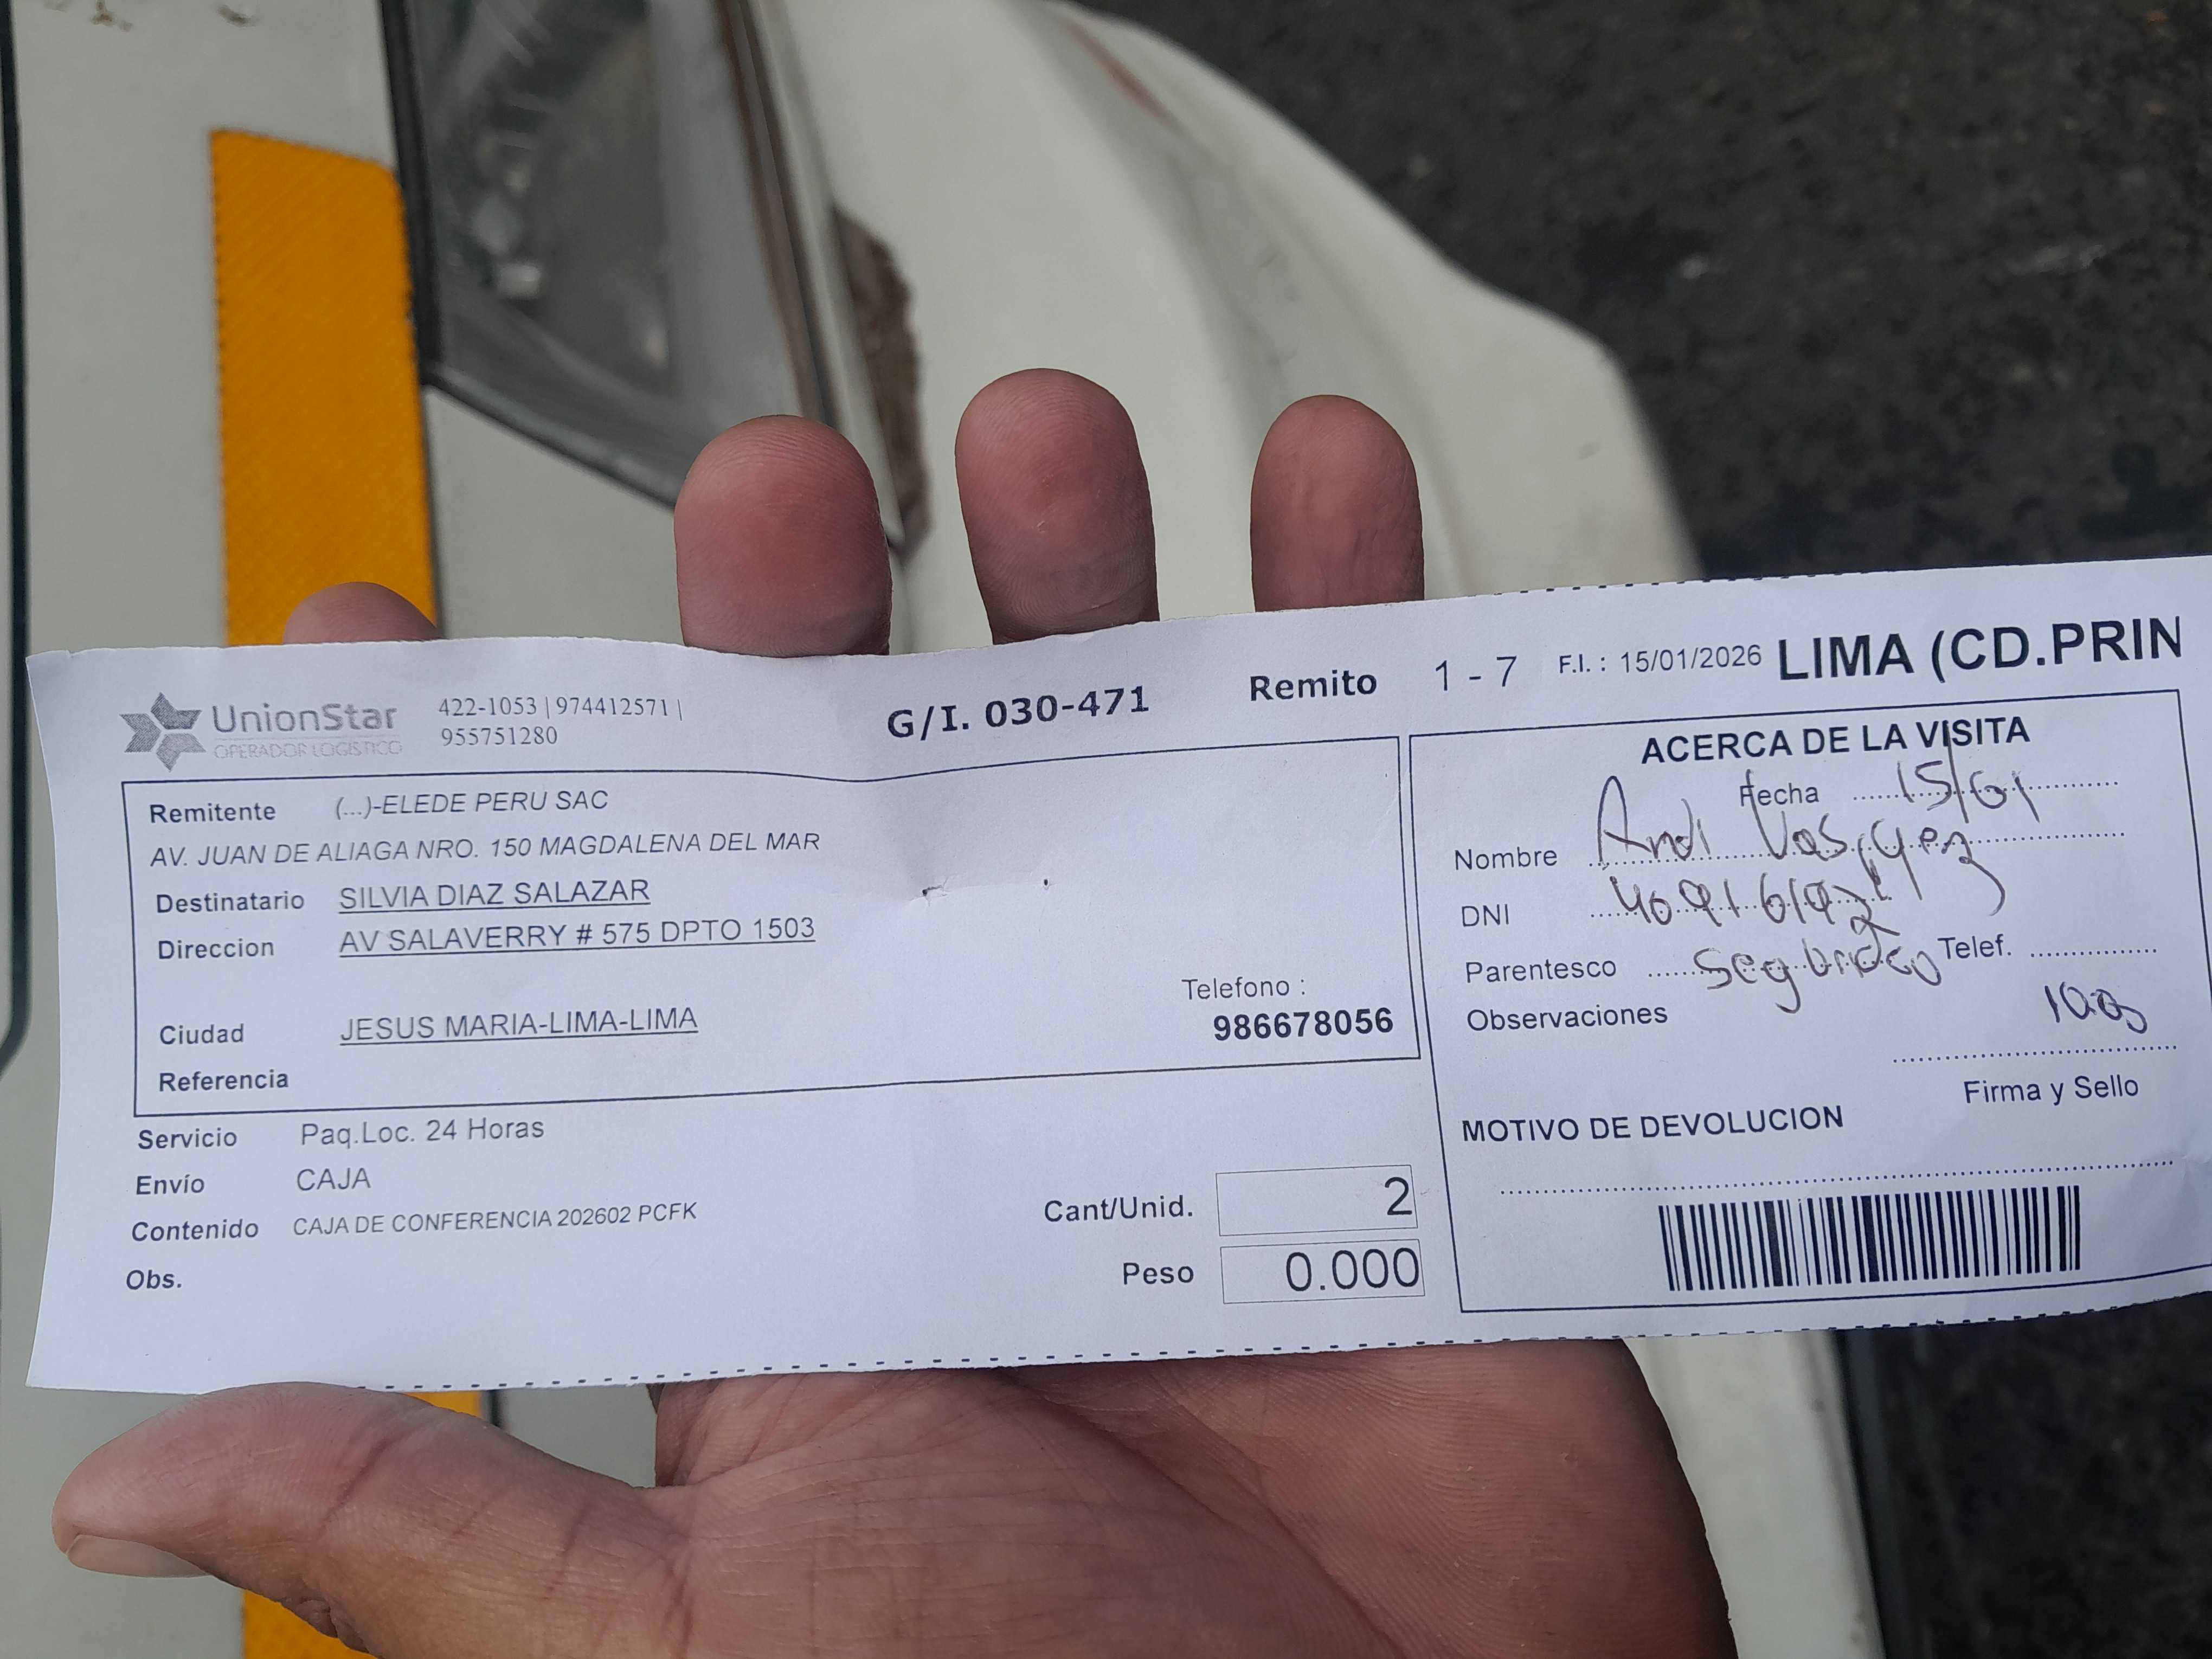 UnionStar
OPERADOR LOGISTICO
422-1053 | 974412571 |
955751280
G/I. 030-471
Remito 1 - 7
F.I. : 15/01/2026
LIMA (CD.PRIN
Remitente (...)-ELEDE PERU SAC
AV. JUAN DE ALIAGA NRO. 150 MAGDALENA DEL MAR
Destinatario SILVIA DIAZ SALAZAR
Direccion AV SALAVERRY # 575 DPTO 1503
Telefono :
986678056
Ciudad JESUS MARIA-LIMA-LIMA
Referencia
Servicio Paq.Loc. 24 Horas
Envío CAJA
Contenido CAJA DE CONFERENCIA 202602 PCFK
Obs.
Cant/Unid. 2
Peso 0.000
ACERCA DE LA VISITA
Fecha 15/01
Nombre Andi Vasquez
DNI
Parentesco Telef.
Observaciones
Firma y Sello
MOTIVO DE DEVOLUCION